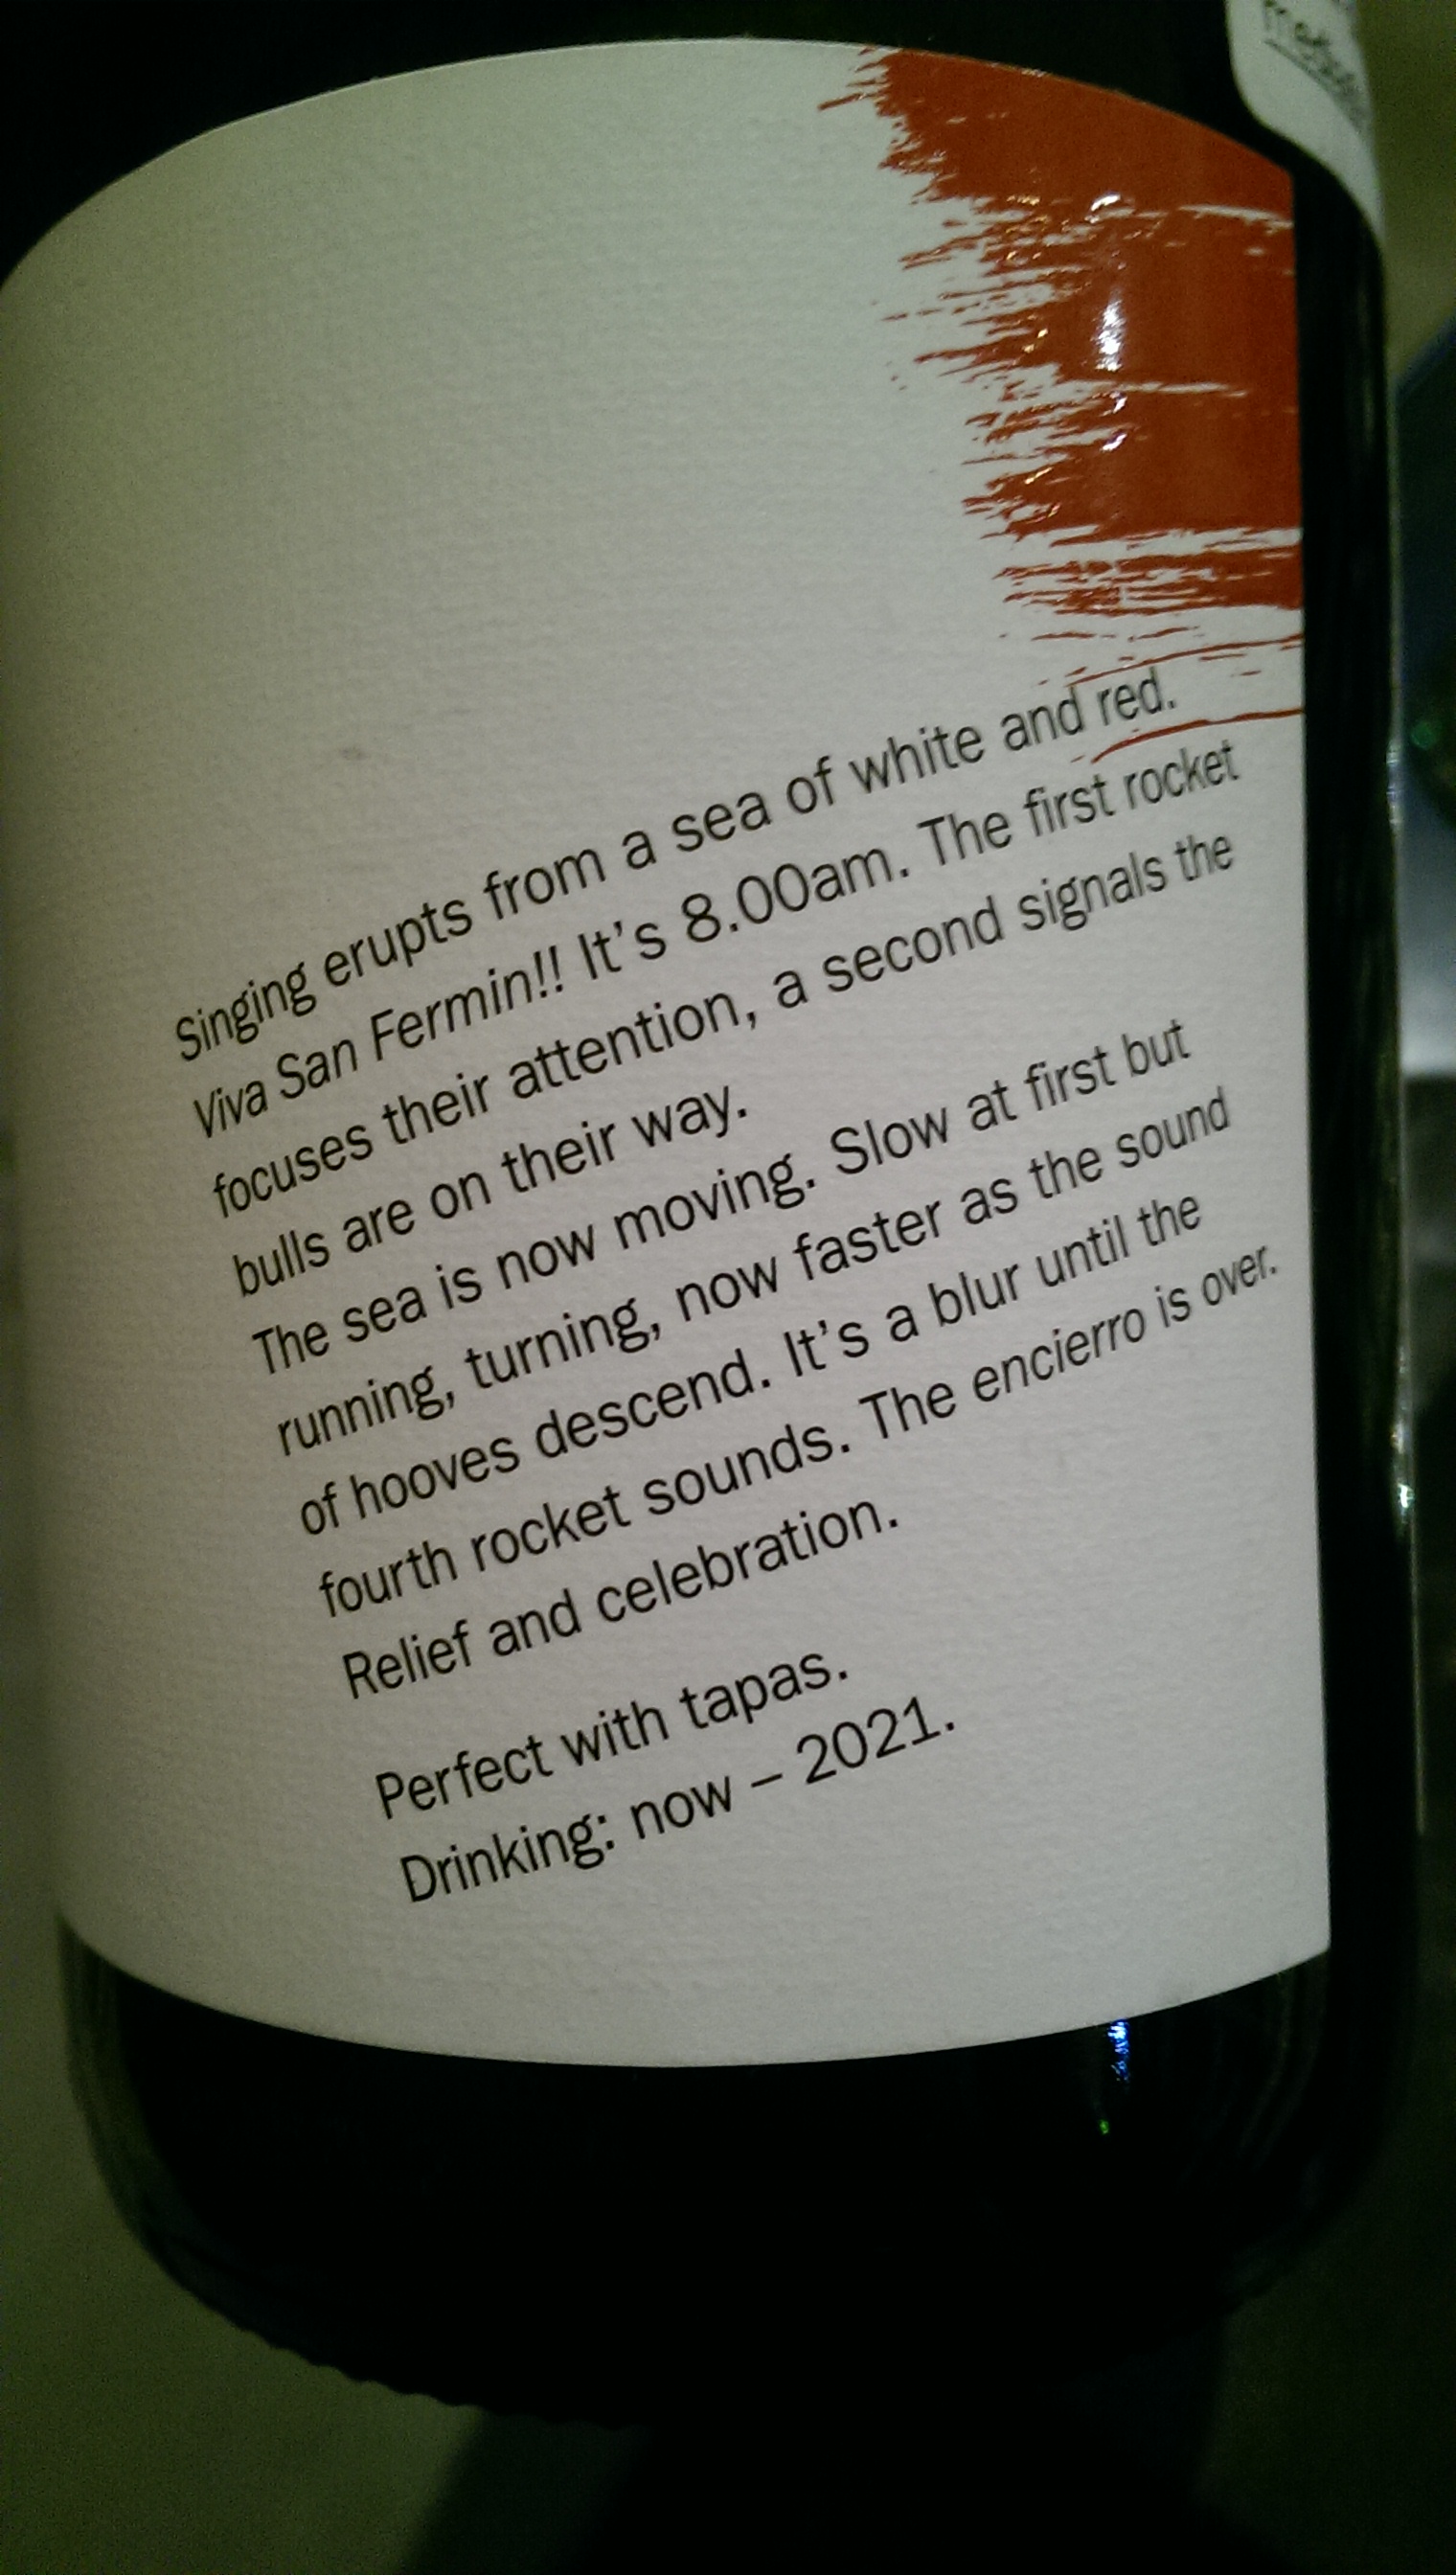 Singing erupts from a sea of white and red.
Viva San Fermin!! It's 8.00am. The first rocket
focuses their attention, a second signals the
bulls are on their way.
The sea is now moving. Slow at first but
running, turning, now faster as the sound
of hooves descend. It's a blur until the
fourth rocket sounds. The encierro is over.
Relief and celebration.
Perfect with tapas.
Drinking: now – 2021.